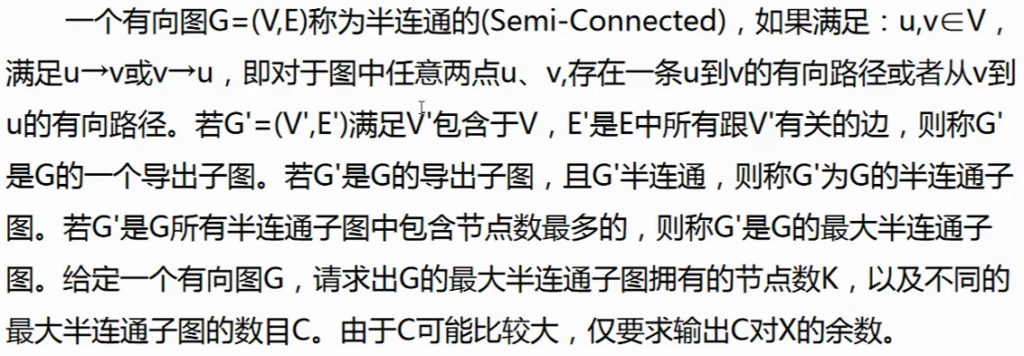 一个有向图G=(V,E)称为半连通的(Semi-Connected)，如果满足：u,v∈V，
满足u→v或v→u，即对于图中任意两点u、v,存在一条u到v的有向路径或者从v到
u的有向路径。若G'=(V',E')满足V'包含于V，E'是E中所有跟V'有关的边，则称G'
是G的一个导出子图。若G'是G的导出子图，且G'半连通，则称G'为G的半连通子
图。若G'是G所有半连通子图中包含节点数最多的，则称G'是G的最大半连通子
图。给定一个有向图G，请求出G的最大半连通子图拥有的节点数K，以及不同的
最大半连通子图的数目C。由于C可能比较大，仅要求输出C对X的余数。